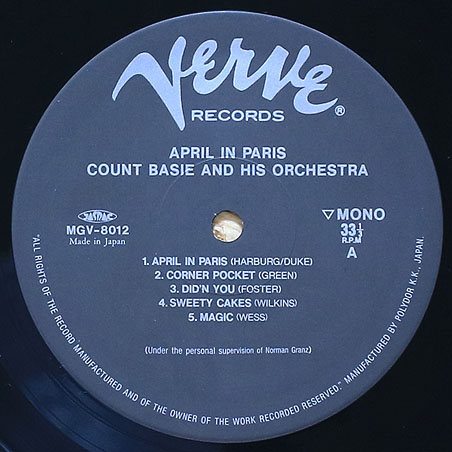 Verve
RECORDS ®
APRIL IN PARIS
COUNT BASIE AND HIS ORCHESTRA
JASRAC
MGV-8012
Made in Japan
▽MONO
33⅓
R.P.M
A
1. APRIL IN PARIS (HARBURG/DUKE)
2. CORNER POCKET (GREEN)
3. DID'N YOU (FOSTER)
4. SWEETY CAKES (WILKINS)
5. MAGIC (WESS)
(Under the personal supervision of Norman Granz)
"ALL RIGHTS OF THE RECORD MANUFACTURED AND OF THE OWNER OF THE WORK RECORDED RESERVED." MANUFACTURED BY POLYDOR K.K., JAPAN.